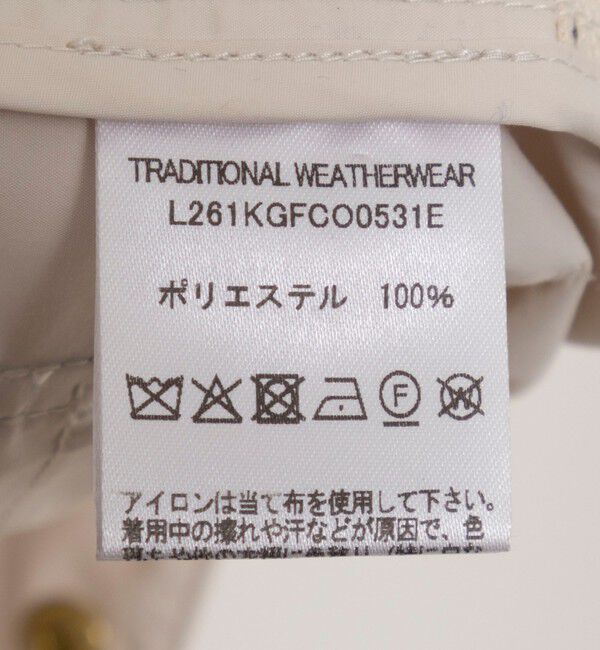 TRADITIONAL WEATHERWEAR
L261KGFCO0531E
ポリエステル 100%
F
W
アイロンは当て布を使用して下さい。
着用中の擦れや汗などが原因で、色